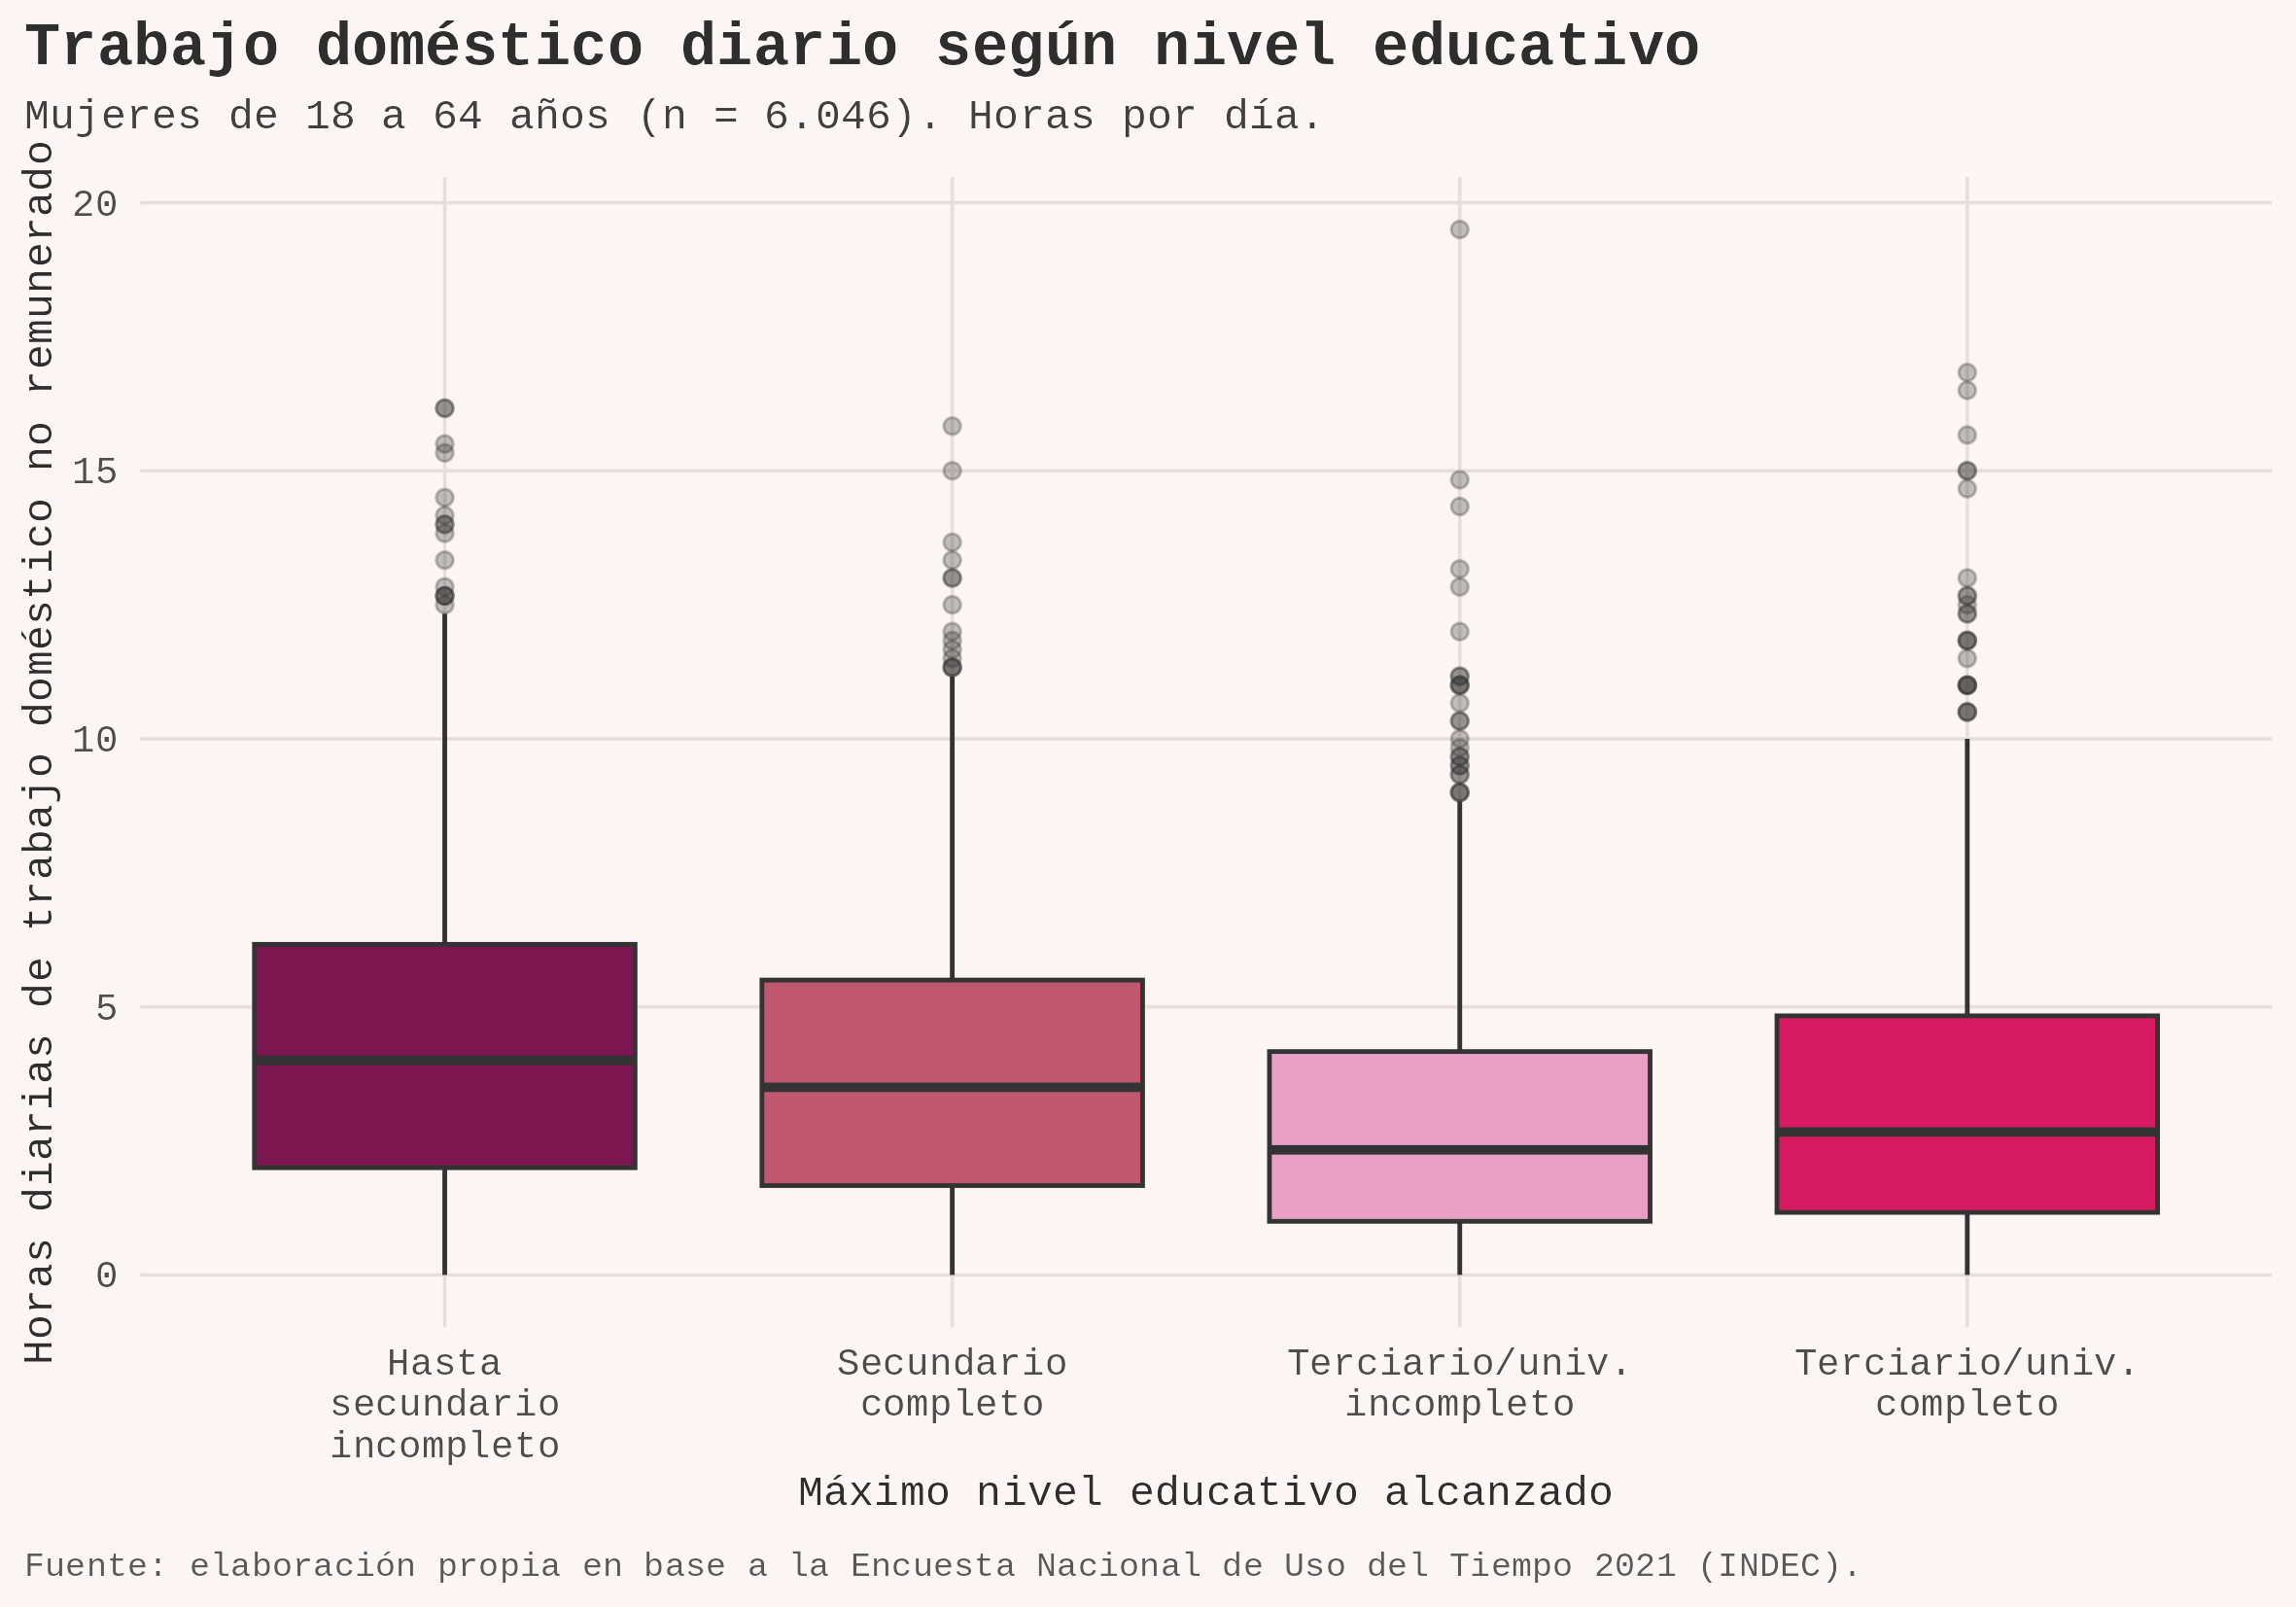 Trabajo doméstico diario según nivel educativo
Mujeres de 18 a 64 años (n = 6.046). Horas por día.
Horas diarias de trabajo doméstico no remunerado
20
15
10
5
0
Hasta
secundario
incompleto
Secundario
completo
Terciario/univ.
incompleto
Terciario/univ.
completo
Máximo nivel educativo alcanzado
Fuente: elaboración propia en base a la Encuesta Nacional de Uso del Tiempo 2021 (INDEC).